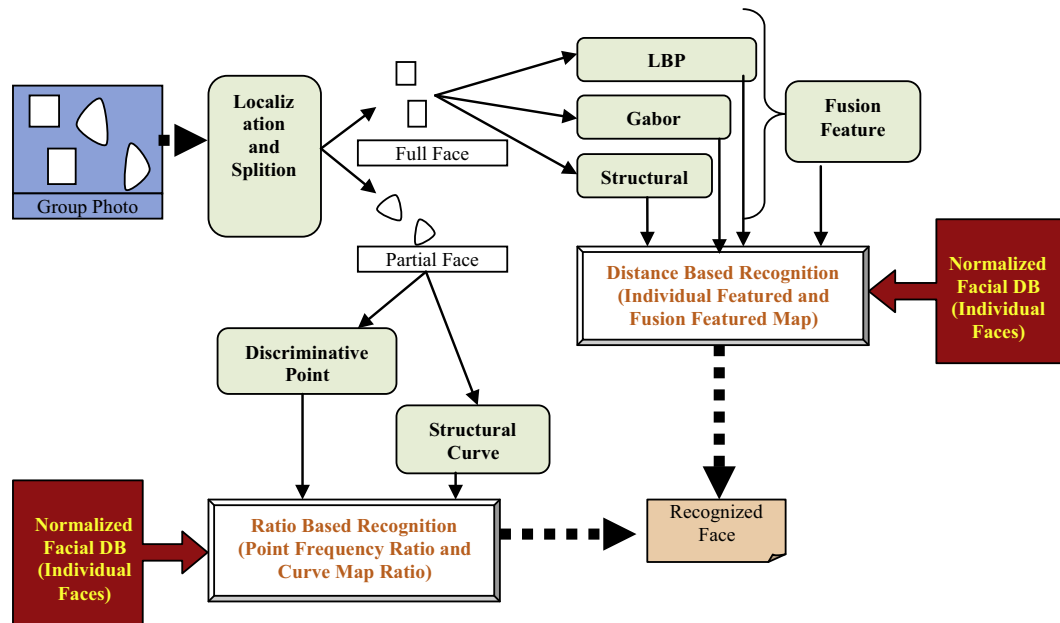 Group Photo
Localiz
ation
and
Splition
Full Face
Partial Face
LBP
Gabor
Structural
Fusion
Feature
Distance Based Recognition
(Individual Featured and
Fusion Featured Map)
Normalized
Facial DB
(Individual
Faces)
Discriminative
Point
Structural
Curve
Normalized
Facial DB
(Individual
Faces)
Ratio Based Recognition
(Point Frequency Ratio and
Curve Map Ratio)
Recognized
Face